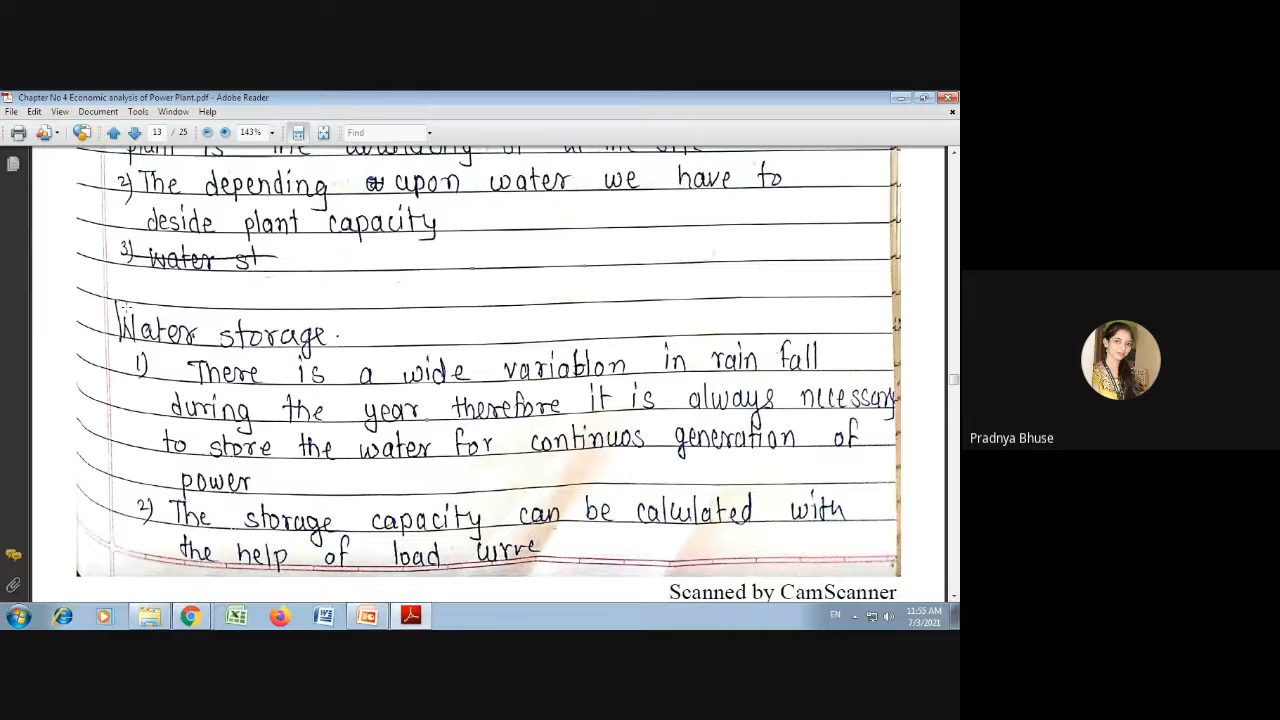 Chapter No 4 Economic analysis of Power Plant.pdf - Adobe Reader
File Edit View Document Tools Window Help
13 / 25 143% Find
plant is the
2) The depending upon water we have to
deside plant capacity
3) water st
Water storage.
1) There is a wide variation in rain fall
during the year therefore it is always necessary
to store the water for continuos generation of
power
2) The storage capacity can be calculated with
the help of load curve
Scanned by CamScanner
Pradnya Bhuse
EN 11:55 AM
7/3/2021